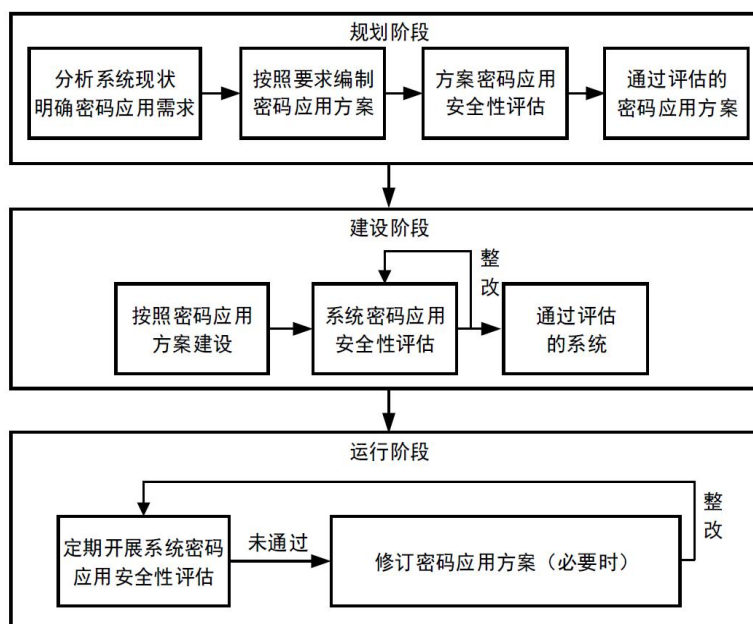 规划阶段
分析系统现状
明确密码应用需求
按照要求编制
密码应用方案
方案密码应用
安全性评估
通过评估的
密码应用方案
建设阶段
整
改
按照密码应用
方案建设
系统密码应用
安全性评估
通过评估
的系统
运行阶段
整
改
定期开展系统密码
应用安全性评估
未通过
修订密码应用方案（必要时）